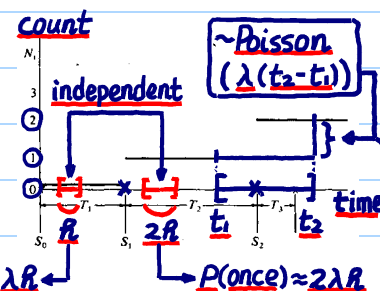 count
~Poisson
(λ(t₂-t₁))
N,
independent
3
2
1
0
T₁
T₂
T₃
time
t₁
t₂
S₀
S₁
S₂
h
2h
λh
P(once)≈2λh